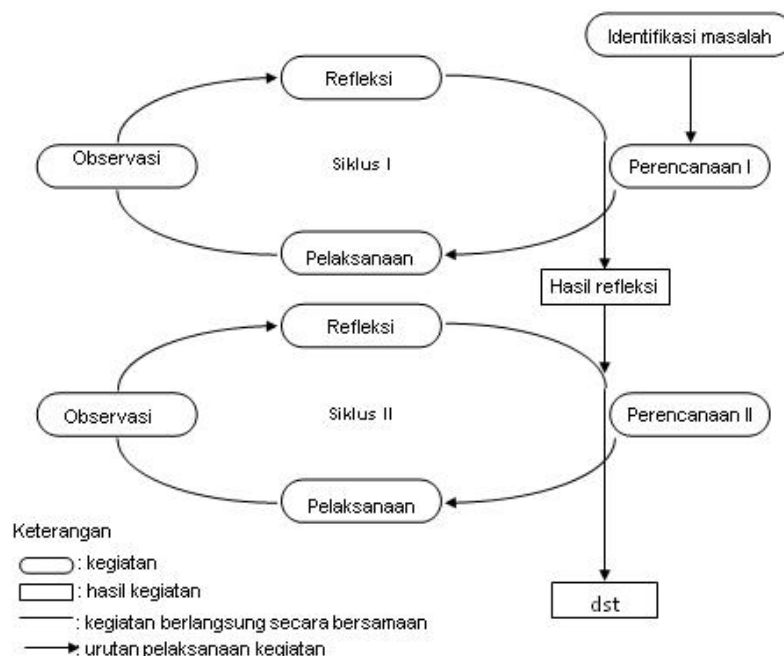 Identifikasi masalah
Refleksi
Observasi
Siklus I
Perencanaan I
Pelaksanaan
Hasil refleksi
Refleksi
Observasi
Siklus II
Perencanaan II
Pelaksanaan
Keterangan
: kegiatan
: hasil kegiatan
: kegiatan berlangsung secara bersamaan
: urutan pelaksanaan kegiatan
dst